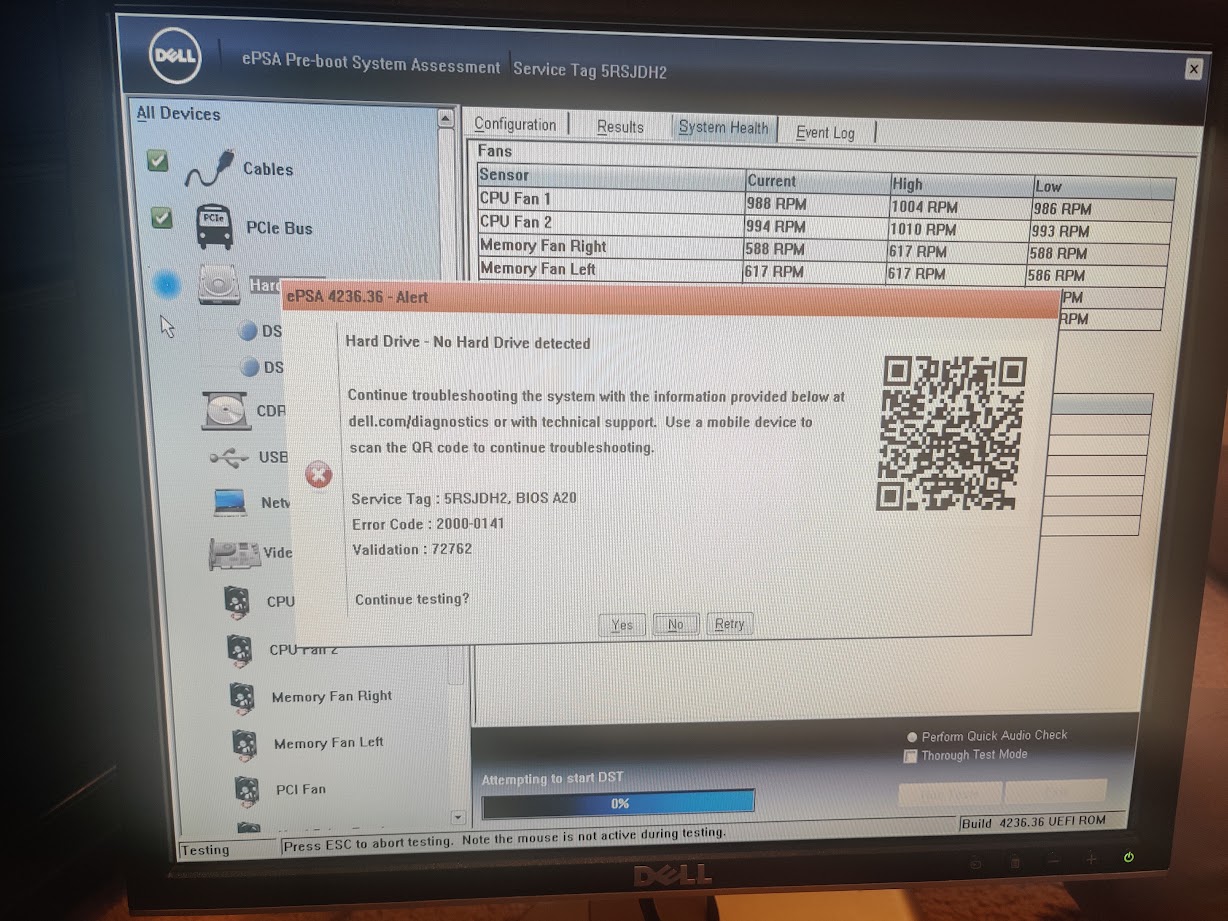 DELL
ePSA Pre-boot System Assessment
Service Tag 5RSJDH2
X
All Devices
Cables
PCIe
PCIe Bus
Hard
DS
DS
CDR
USB
Netw
Vide
CPU
CPU Fan 2
Memory Fan Right
Memory Fan Left
PCI Fan
Configuration
Results
System Health
Event Log
Fans
Sensor Current High Low
CPU Fan 1 988 RPM 1004 RPM 986 RPM
CPU Fan 2 994 RPM 1010 RPM 993 RPM
Memory Fan Right 588 RPM 617 RPM 588 RPM
Memory Fan Left 617 RPM 617 RPM 586 RPM
PM
RPM
ePSA 4236.36 - Alert
Hard Drive - No Hard Drive detected
Continue troubleshooting the system with the information provided below at
dell.com/diagnostics or with technical support. Use a mobile device to
scan the QR code to continue troubleshooting.
Service Tag : 5RSJDH2, BIOS A20
Error Code : 2000-0141
Validation : 72762
Continue testing?
Yes
No
Retry
Perform Quick Audio Check
Thorough Test Mode
Attempting to start DST
0%
Testing
Press ESC to abort testing. Note the mouse is not active during testing.
Build 4236.36 UEFI ROM
DELL